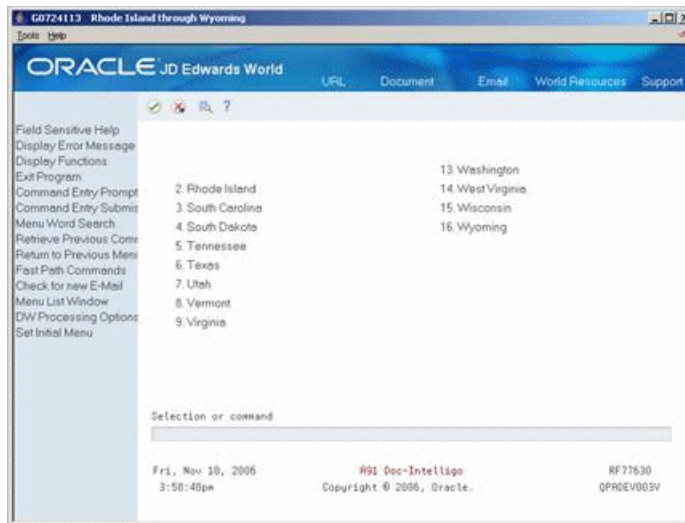 G0724113 Rhode Island through Wyoming
Tools Help
ORACLE JD Edwards World
URL Document Email World Resources Support
Field Sensitive Help
Display Error Message
Display Functions
Exit Program
Command Entry Prompt
Command Entry Submis
Menu Word Search
Retrieve Previous Com
Return to Previous Men
Fast Path Commands
Check for new E-Mail
Menu List Window
DW Processing Options
Set Initial Menu
2. Rhode Island
3. South Carolina
4. South Dakota
5. Tennessee
6. Texas
7. Utah
8. Vermont
9. Virginia
13. Washington
14. West Virginia
15. Wisconsin
16. Wyoming
Selection or command
Fri, Nov 10, 2006 A91 Doc-Intelligo RF77630
3:58:48pm Copyright © 2006, Oracle. QPADEV003V